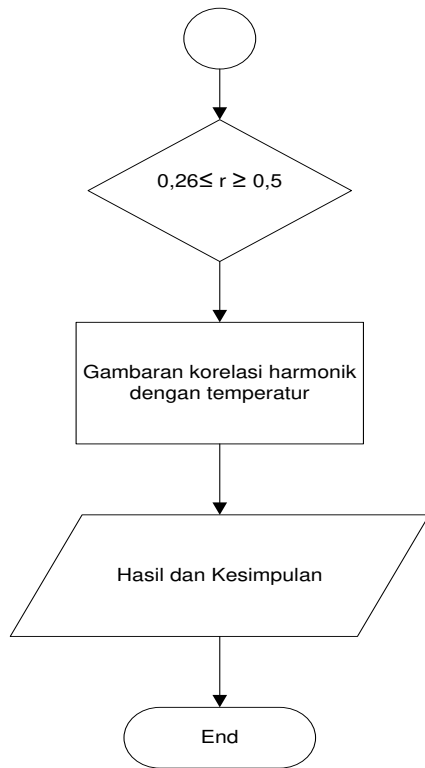 0,26≤ r ≥ 0,5
Gambaran korelasi harmonik
dengan temperatur
Hasil dan Kesimpulan
End